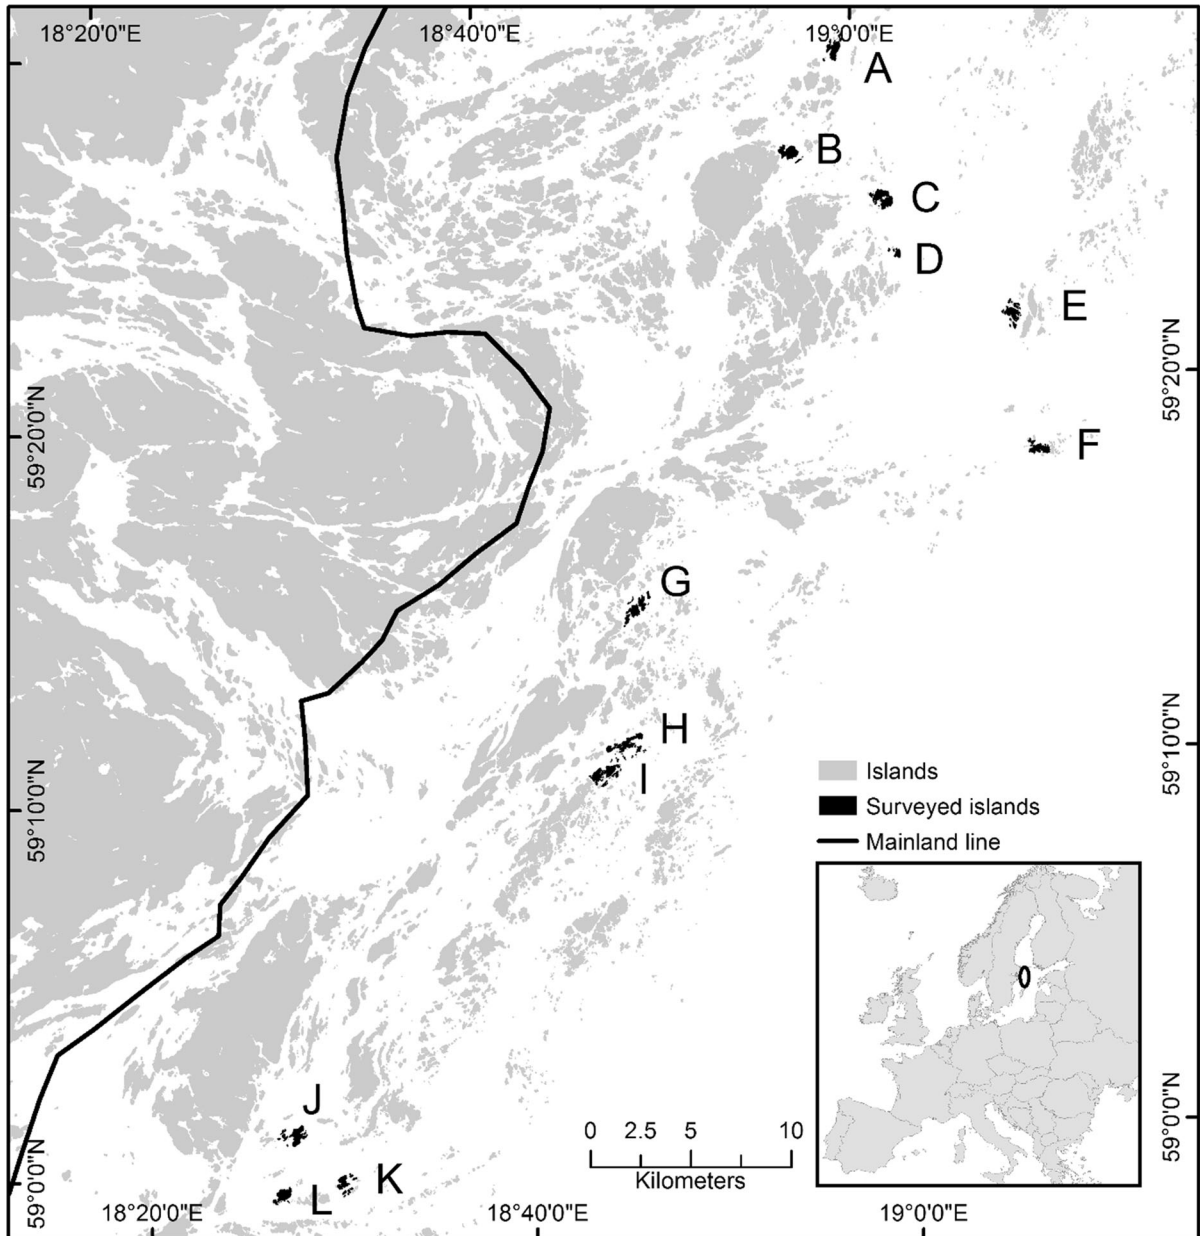 18°20'0"E
18°40'0"E
19°0'0"E
A
B
C
D
E
59°20'0"N
59°20'0"N
F
G
H
I
59°10'0"N
59°10'0"N
Islands
Surveyed islands
Mainland line
J
K
L
0 2.5 5 10
Kilometers
59°0'0"N
59°0'0"N
18°20'0"E
18°40'0"E
19°0'0"E